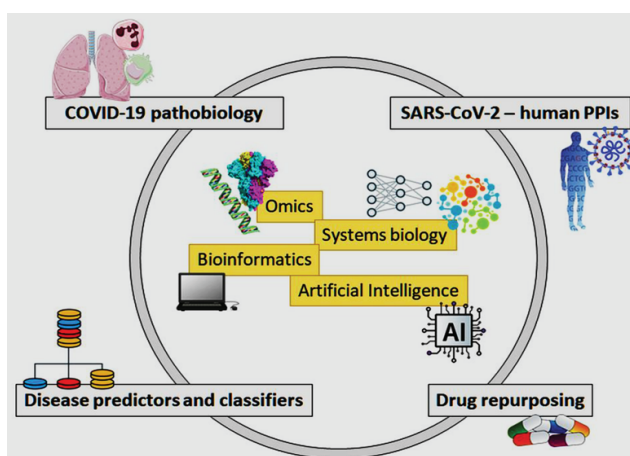 COVID-19 pathobiology
SARS-CoV-2 – human PPIs
Omics
Systems biology
Bioinformatics
Artificial Intelligence
AI
Disease predictors and classifiers
Drug repurposing